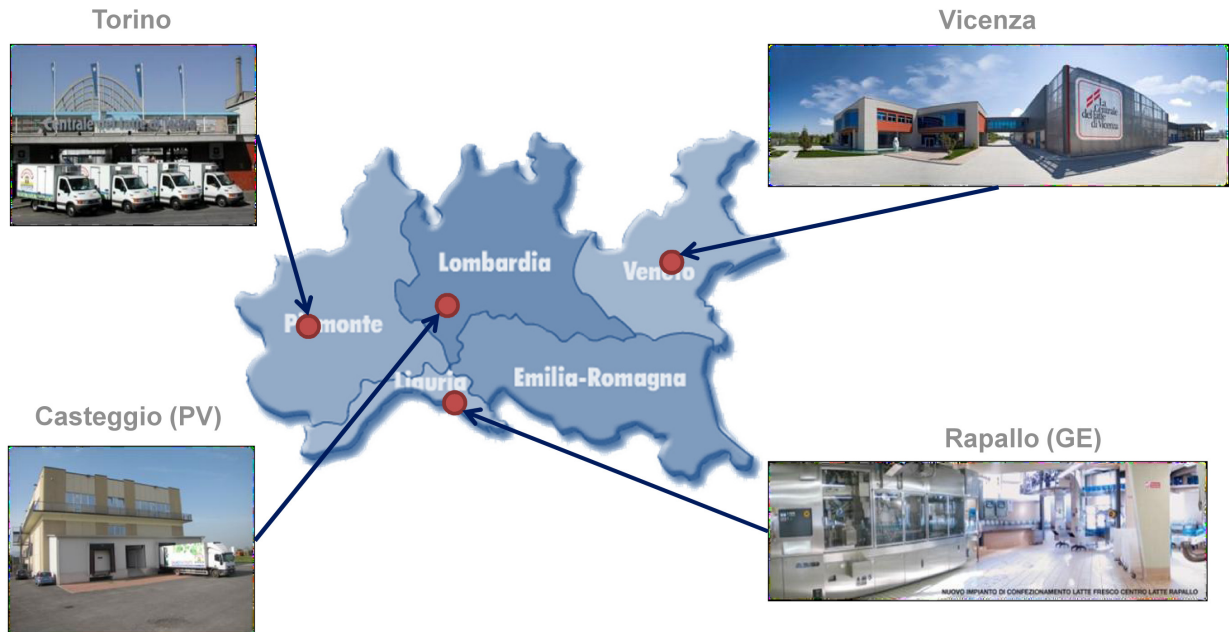 Torino
Vicenza
Centrale
La
Centrale
del latte
di Vicenza
Lombardia
Veneto
Piemonte
Liguria
Emilia-Romagna
Casteggio (PV)
Rapallo (GE)
NUOVO IMPIANTO DI CONFEZIONAMENTO LATTE FRESCO CENTRO LATTE RAPALLO